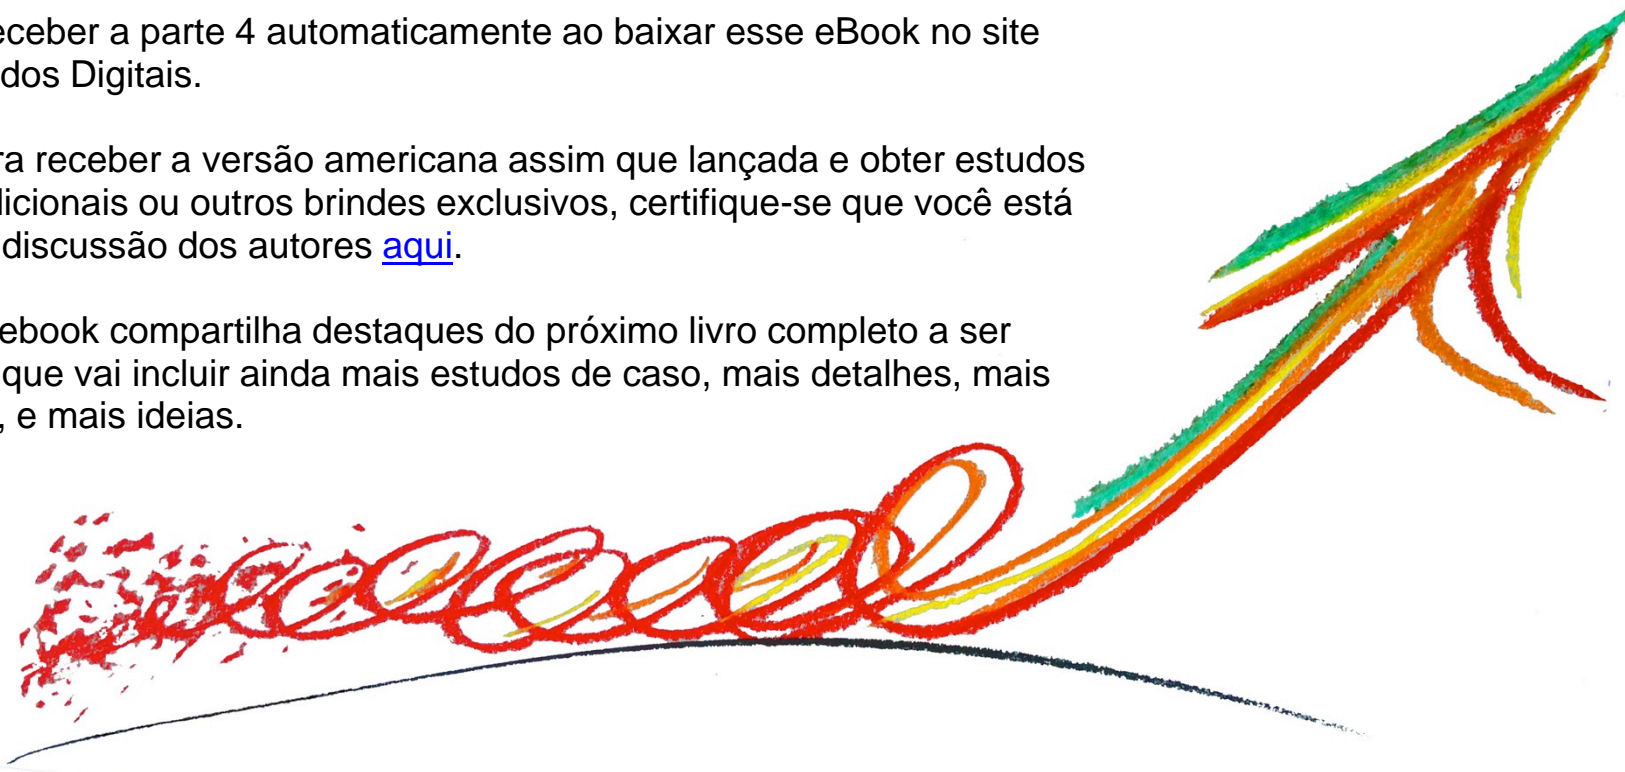 eceber a parte 4 automaticamente ao baixar esse eBook no site
dos Digitais.
ra receber a versão americana assim que lançada e obter estudos
dicionais ou outros brindes exclusivos, certifique-se que você está
discussão dos autores aqui.
ebook compartilha destaques do próximo livro completo a ser
que vai incluir ainda mais estudos de caso, mais detalhes, mais
, e mais ideias.